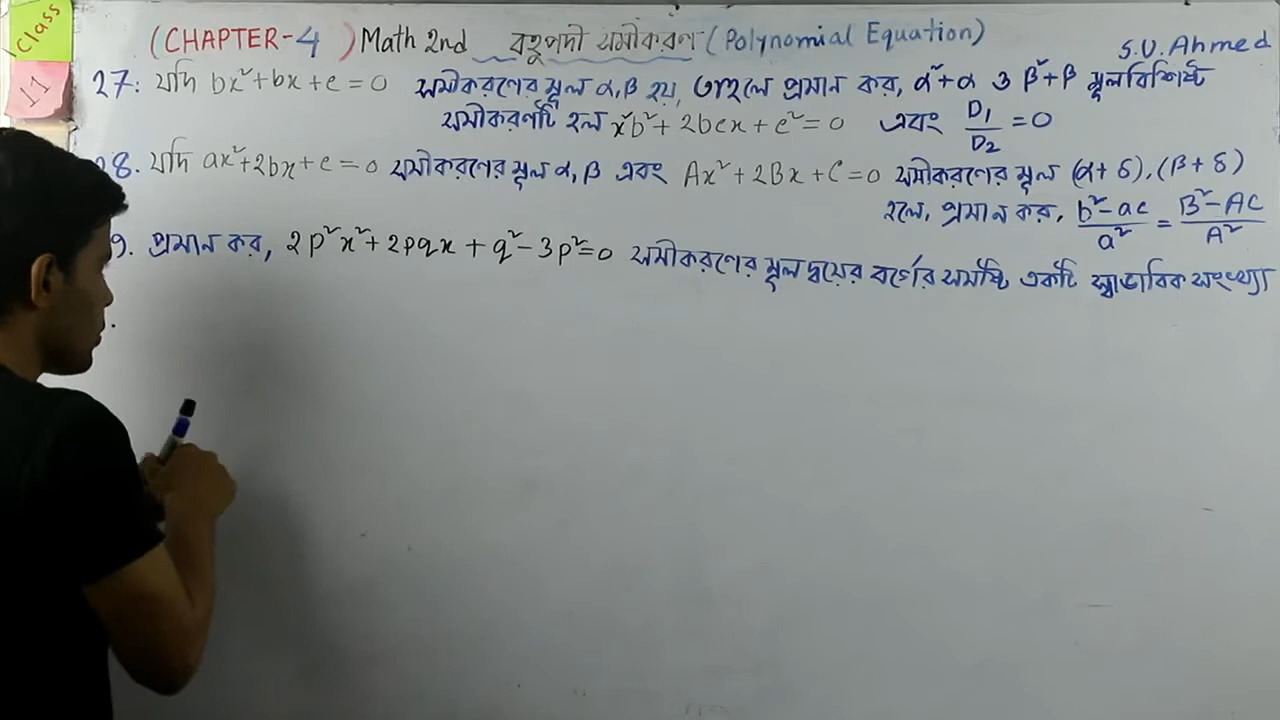 Class
11
(CHAPTER-4) Math 2nd বহুপদী সমীকরণ (Polynomial Equation)
S.U. Ahmed
27: যদি bx²+bx+c=0 সমীকরণের মূল α,β হয়, তাহলে প্রমান কর, α²+α ও β²+β মূলবিশিষ্ট
সমীকরণটি হল x²b²+2bcx+c²=0 এবং D₁/D₂=0
28. যদি ax²+2bx+c=0 সমীকরণের মূল α,β এবং Ax²+2Bx+C=0 সমীকরণের মূল (α+δ),(β+δ)
হলে, প্রমান কর, b²-ac/a² = B²-AC/A²
9. প্রমান কর, 2p²x²+2pqx+q²-3p²=0 সমীকরণের মূলদ্বয়ের বর্গের সমষ্টি একটি স্বাভাবিক সংখ্যা